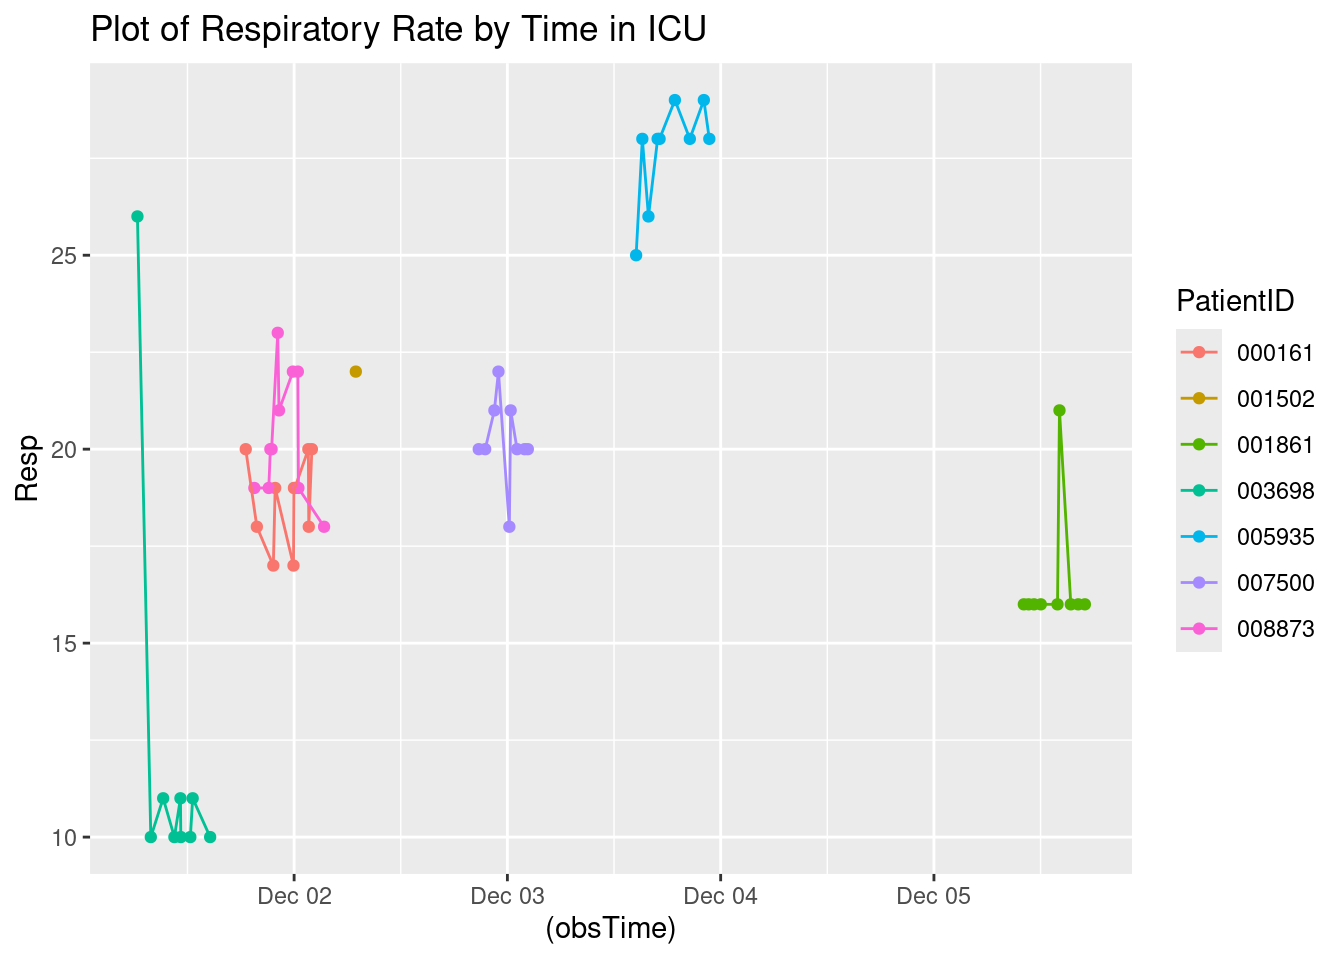 Plot of Respiratory Rate by Time in ICU
Resp
25
20
15
10
Dec 02 Dec 03 Dec 04 Dec 05
(obsTime)
PatientID
000161
001502
001861
003698
005935
007500
008873